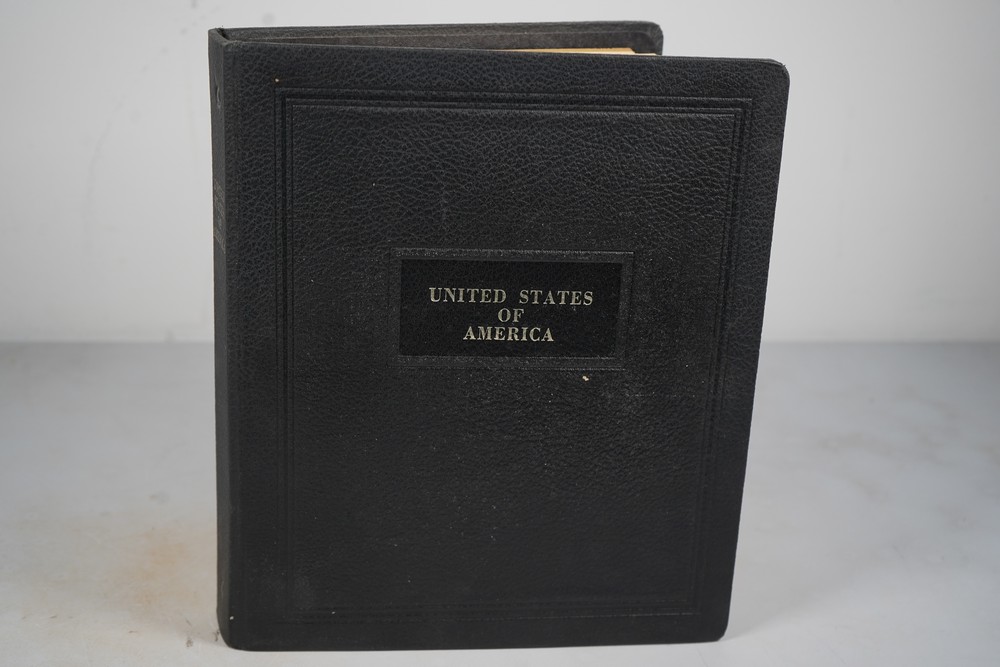 UNITED STATES
OF
AMERICA